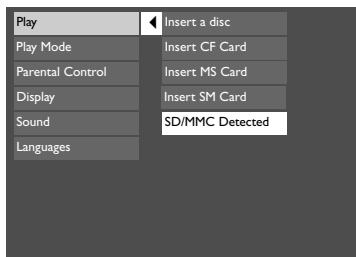 Play
Play Mode
Parental Control
Display
Sound
Languages
Insert a disc
Insert CF Card
Insert MS Card
Insert SM Card
SD/MMC Detected